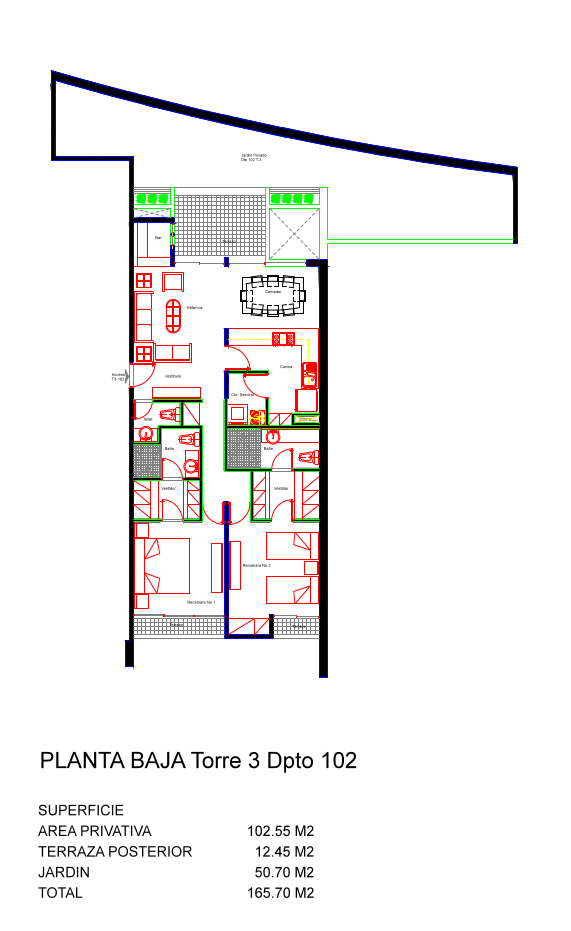 Jardin Privado
Dto 102 T-3
Bar
Terraza
Comedor
Estancia
Cocina
Acceso
T3-102
Vestibulo
Cto. Servicio
Toilet
Baño
Baño
Vestidor
Vestidor
Recamara No.2
Recamara No.1
Terraza
PLANTA BAJA Torre 3 Dpto 102
SUPERFICIE
AREA PRIVATIVA 102.55 M2
TERRAZA POSTERIOR 12.45 M2
JARDIN 50.70 M2
TOTAL 165.70 M2